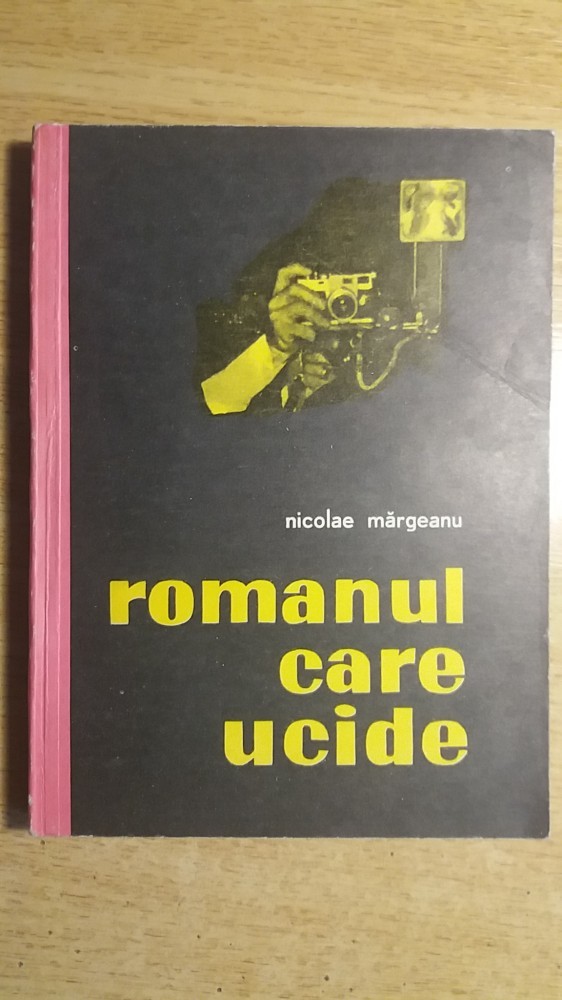 nicolae mărgeanu
romanul
care
ucide